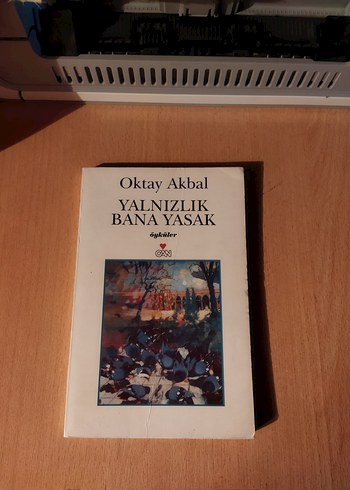 Oktay Akbal
YALNIZLIK
BANA YASAK
öyküler
CAN